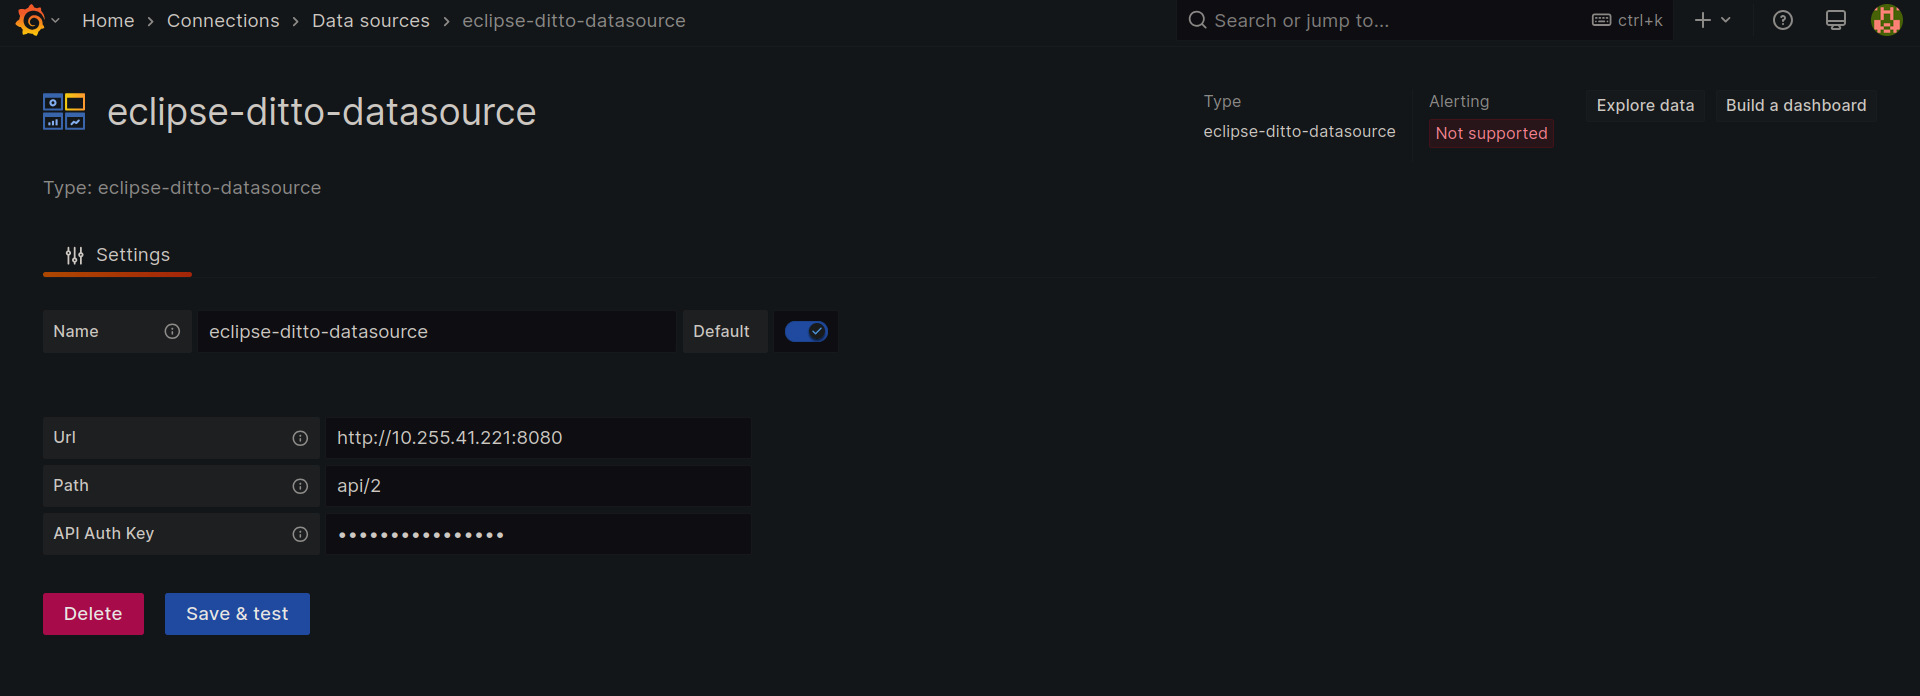 Home › Connections › Data sources › eclipse-ditto-datasource
Search or jump to...
ctrl+k
eclipse-ditto-datasource
Type
eclipse-ditto-datasource
Alerting
Not supported
Explore data
Build a dashboard
Type: eclipse-ditto-datasource
Settings
Name
eclipse-ditto-datasource
Default
Url
http://10.255.41.221:8080
Path
api/2
API Auth Key
••••••••••••••••
Delete
Save & test